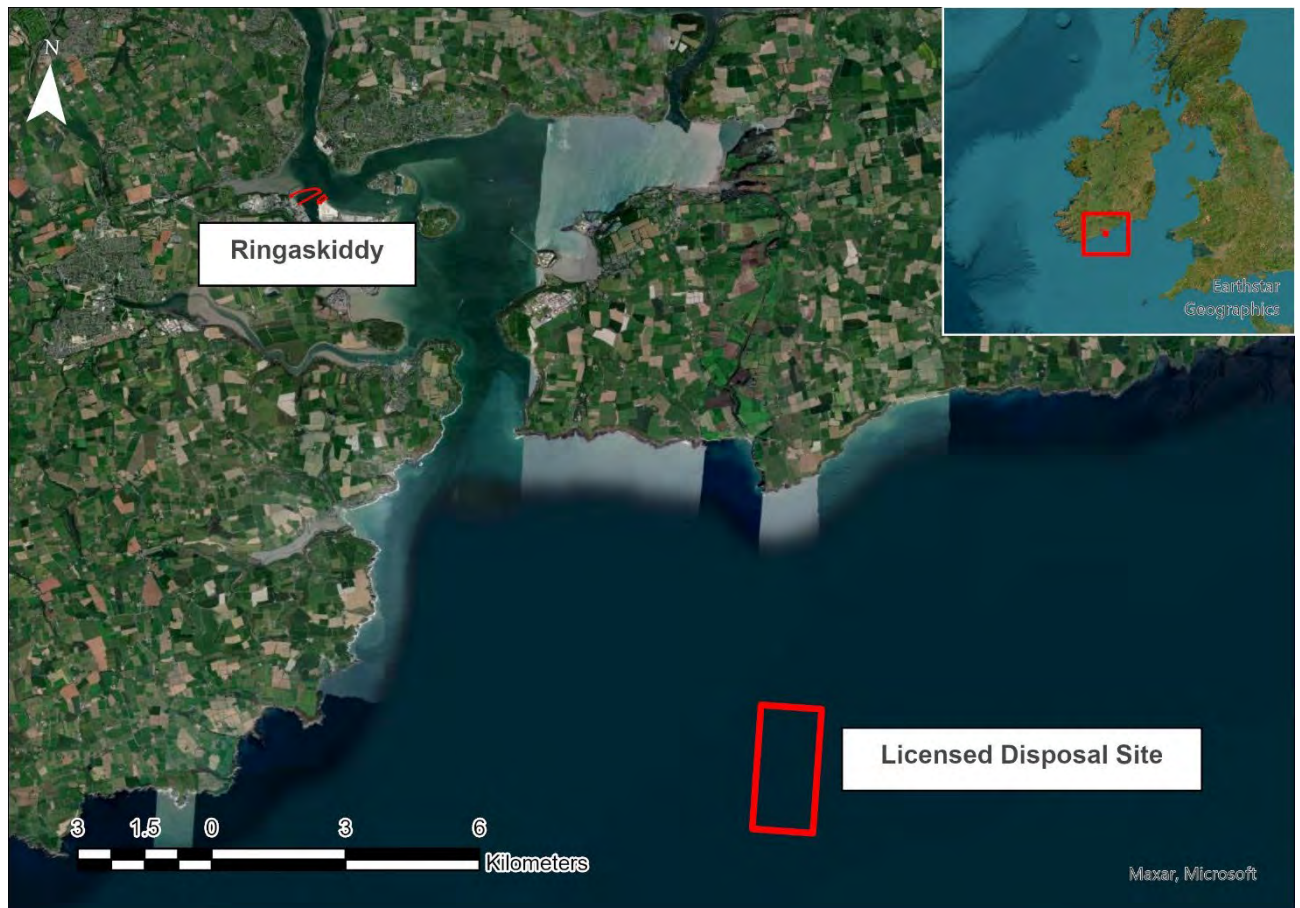 N
Ringaskiddy
Earthstar
Geographics
Licensed Disposal Site
3 1.5 0 3 6
Kilometers
Maxar, Microsoft